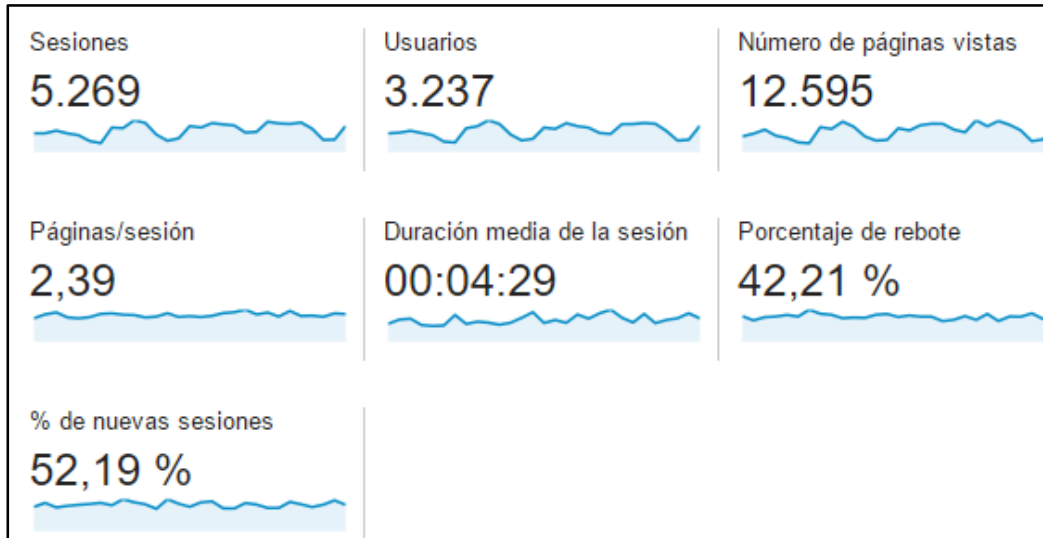 Sesiones
5.269
Usuarios
3.237
Número de páginas vistas
12.595
Páginas/sesión
2,39
Duración media de la sesión
00:04:29
Porcentaje de rebote
42,21 %
% de nuevas sesiones
52,19 %